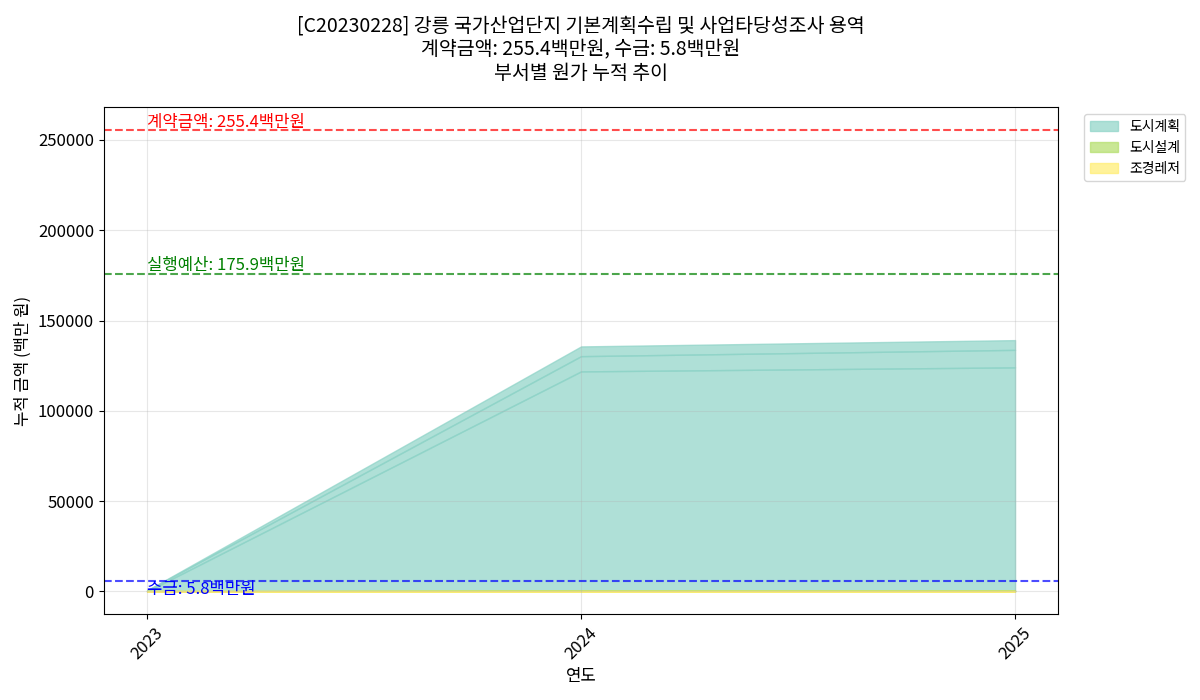 [C20230228] 강릉 국가산업단지 기본계획수립 및 사업타당성조사 용역
계약금액: 255.4백만원, 수금: 5.8백만원
부서별 원가 누적 추이
계약금액: 255.4백만원
실행예산: 175.9백만원
수금: 5.8백만원
누적 금액 (백만 원)
250000
200000
150000
100000
50000
0
2023
2024
2025
연도
도시계획
도시설계
조경레저